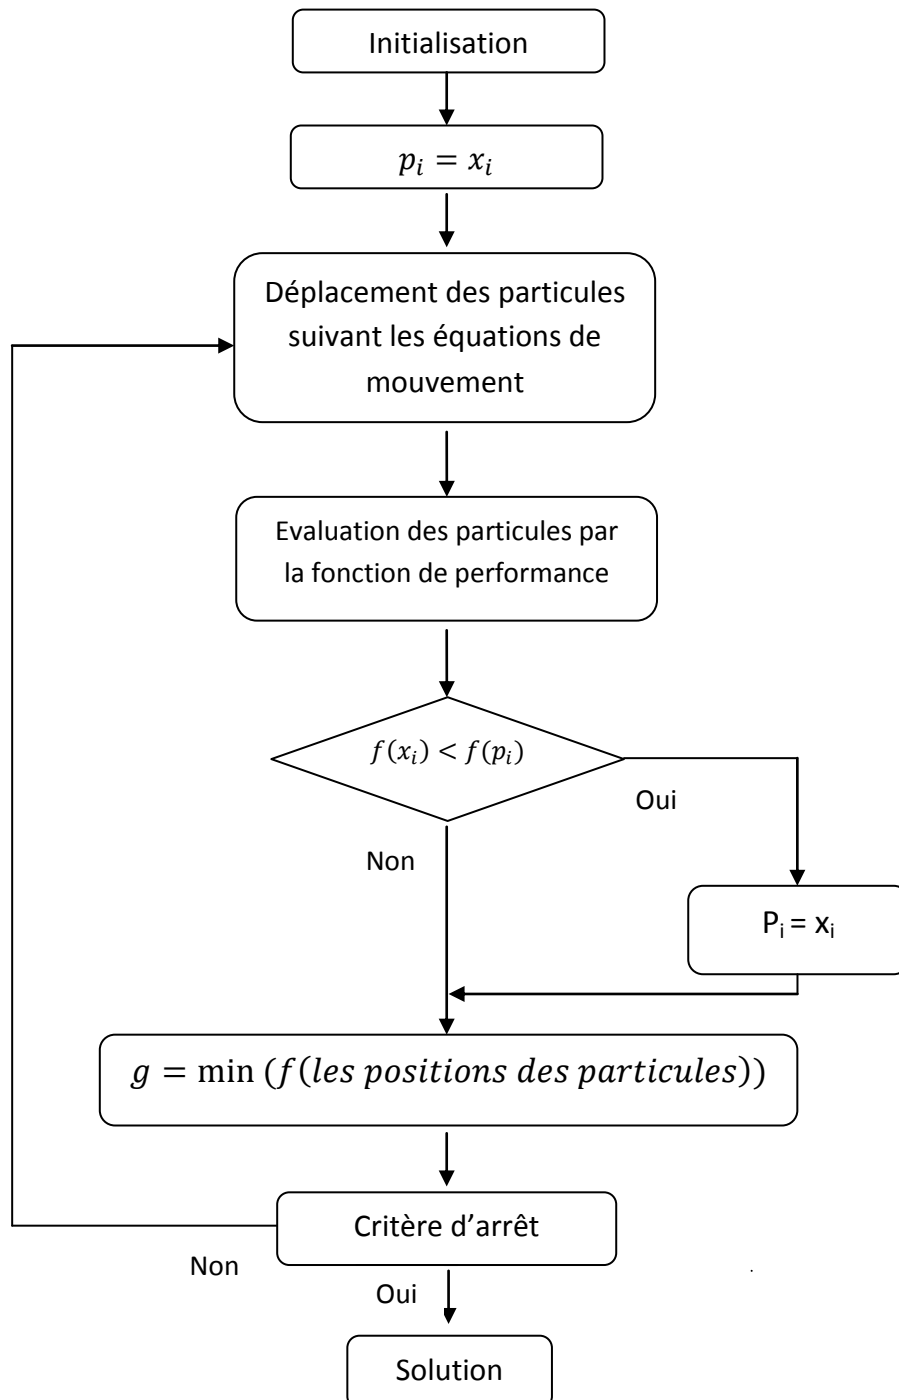 Initialisation
$p_i = x_i$
Déplacement des particules
suivant les équations de
mouvement
Evaluation des particules par
la fonction de performance
$f(x_i) < f(p_i)$
Oui
Non
P_i = x_i
$g = \min (f(les positions des particules))$
Critère d’arrêt
Non
Oui
Solution